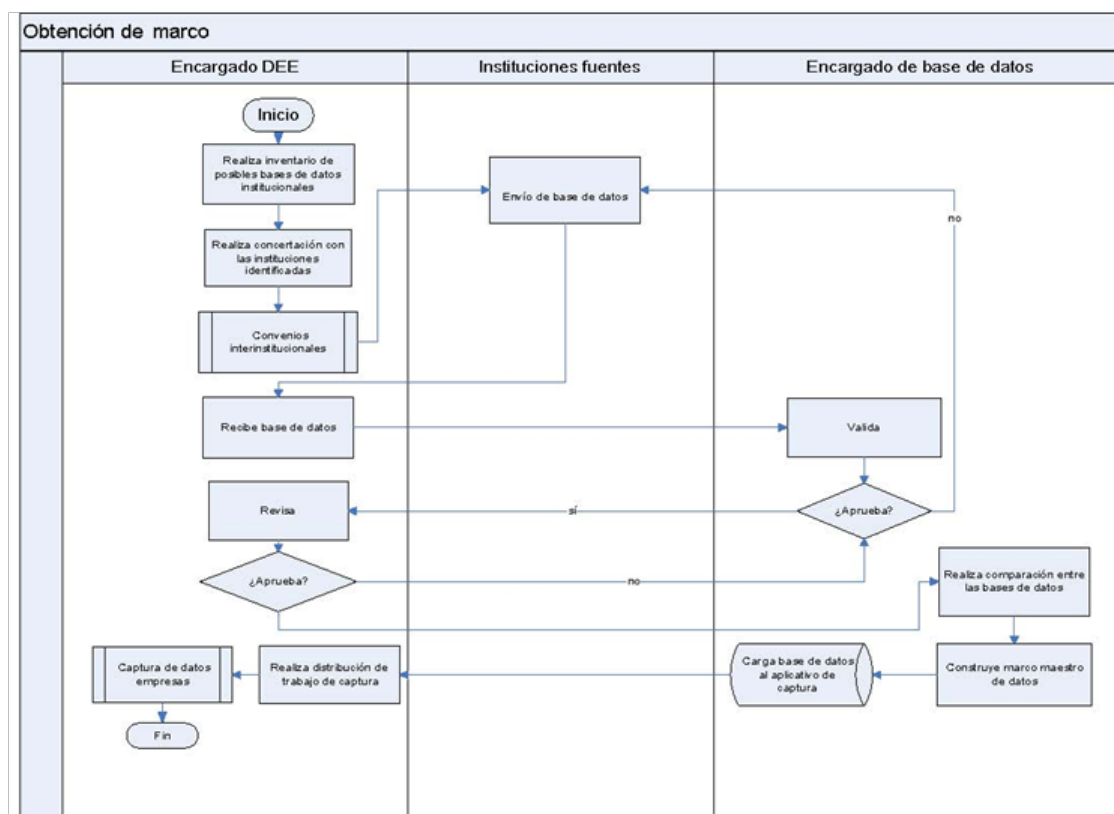 Obtención de marco
Encargado DEE
Instituciones fuentes
Encargado de base de datos
Inicio
Realiza inventario de
posibles bases de datos
institucionales
Envío de base de datos
no
Realiza concertación con
las instituciones
identificadas
Convenios
interinstitucionales
Recibe base de datos
Valida
Revisa
sí
¿Aprueba?
¿Aprueba?
no
Realiza comparación entre
las bases de datos
Captura de datos
empresas
Realiza distribución de
trabajo de captura
Carga base de datos
al aplicativo de
captura
Construye marco maestro
de datos
Fin